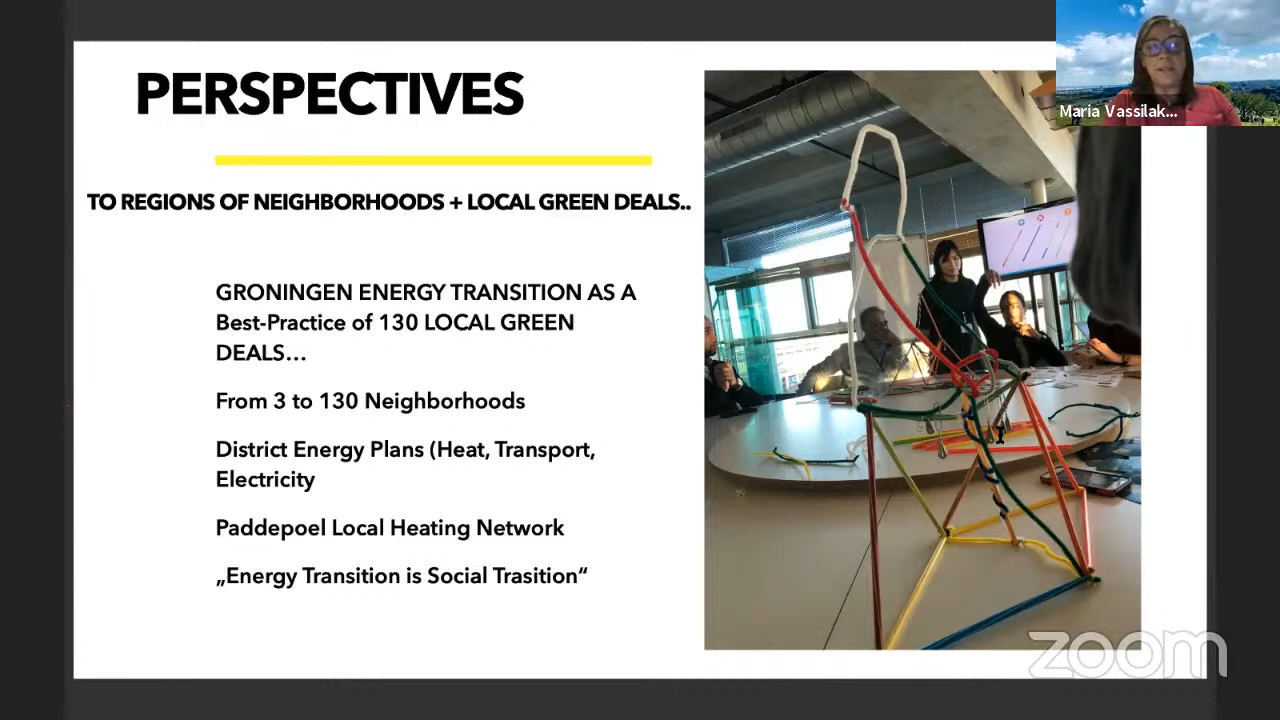 PERSPECTIVES
TO REGIONS OF NEIGHBORHOODS + LOCAL GREEN DEALS..
GRONINGEN ENERGY TRANSITION AS A
Best-Practice of 130 LOCAL GREEN
DEALS…
From 3 to 130 Neighborhoods
District Energy Plans (Heat, Transport,
Electricity
Paddepoel Local Heating Network
„Energy Transition is Social Trasition“
Maria Vassilak...
zoom